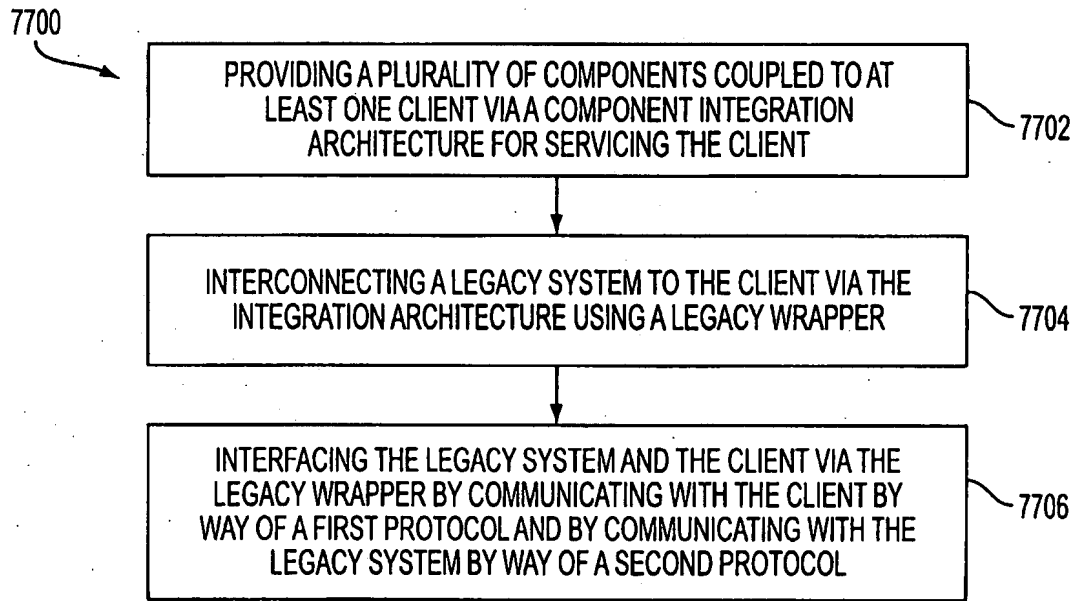 7700
PROVIDING A PLURALITY OF COMPONENTS COUPLED TO AT
LEAST ONE CLIENT VIA A COMPONENT INTEGRATION
ARCHITECTURE FOR SERVICING THE CLIENT
7702
INTERCONNECTING A LEGACY SYSTEM TO THE CLIENT VIA THE
INTEGRATION ARCHITECTURE USING A LEGACY WRAPPER
7704
INTERFACING THE LEGACY SYSTEM AND THE CLIENT VIA THE
LEGACY WRAPPER BY COMMUNICATING WITH THE CLIENT BY
WAY OF A FIRST PROTOCOL AND BY COMMUNICATING WITH THE
LEGACY SYSTEM BY WAY OF A SECOND PROTOCOL
7706